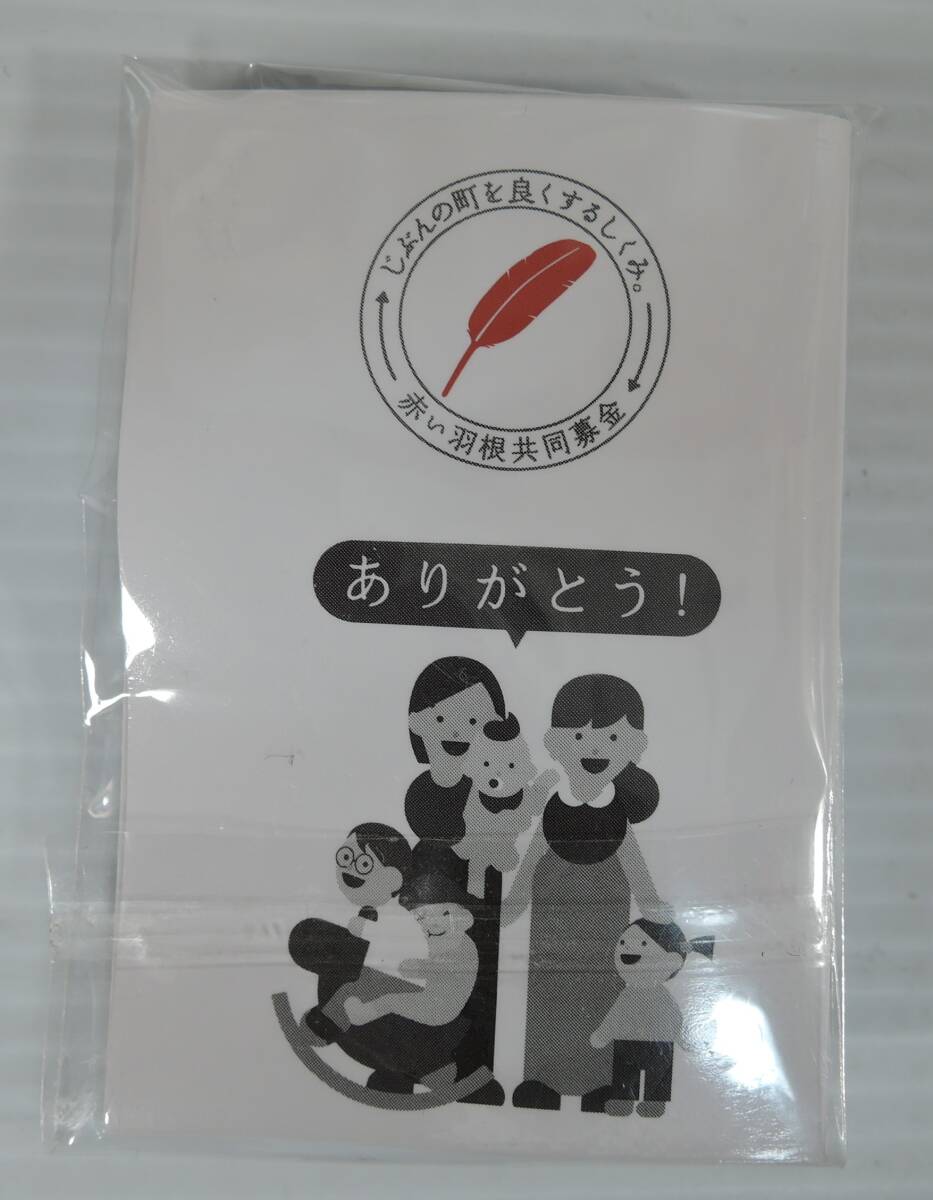 じぶんの町を良くするしくみ。
赤い羽根共同募金
ありがとう!